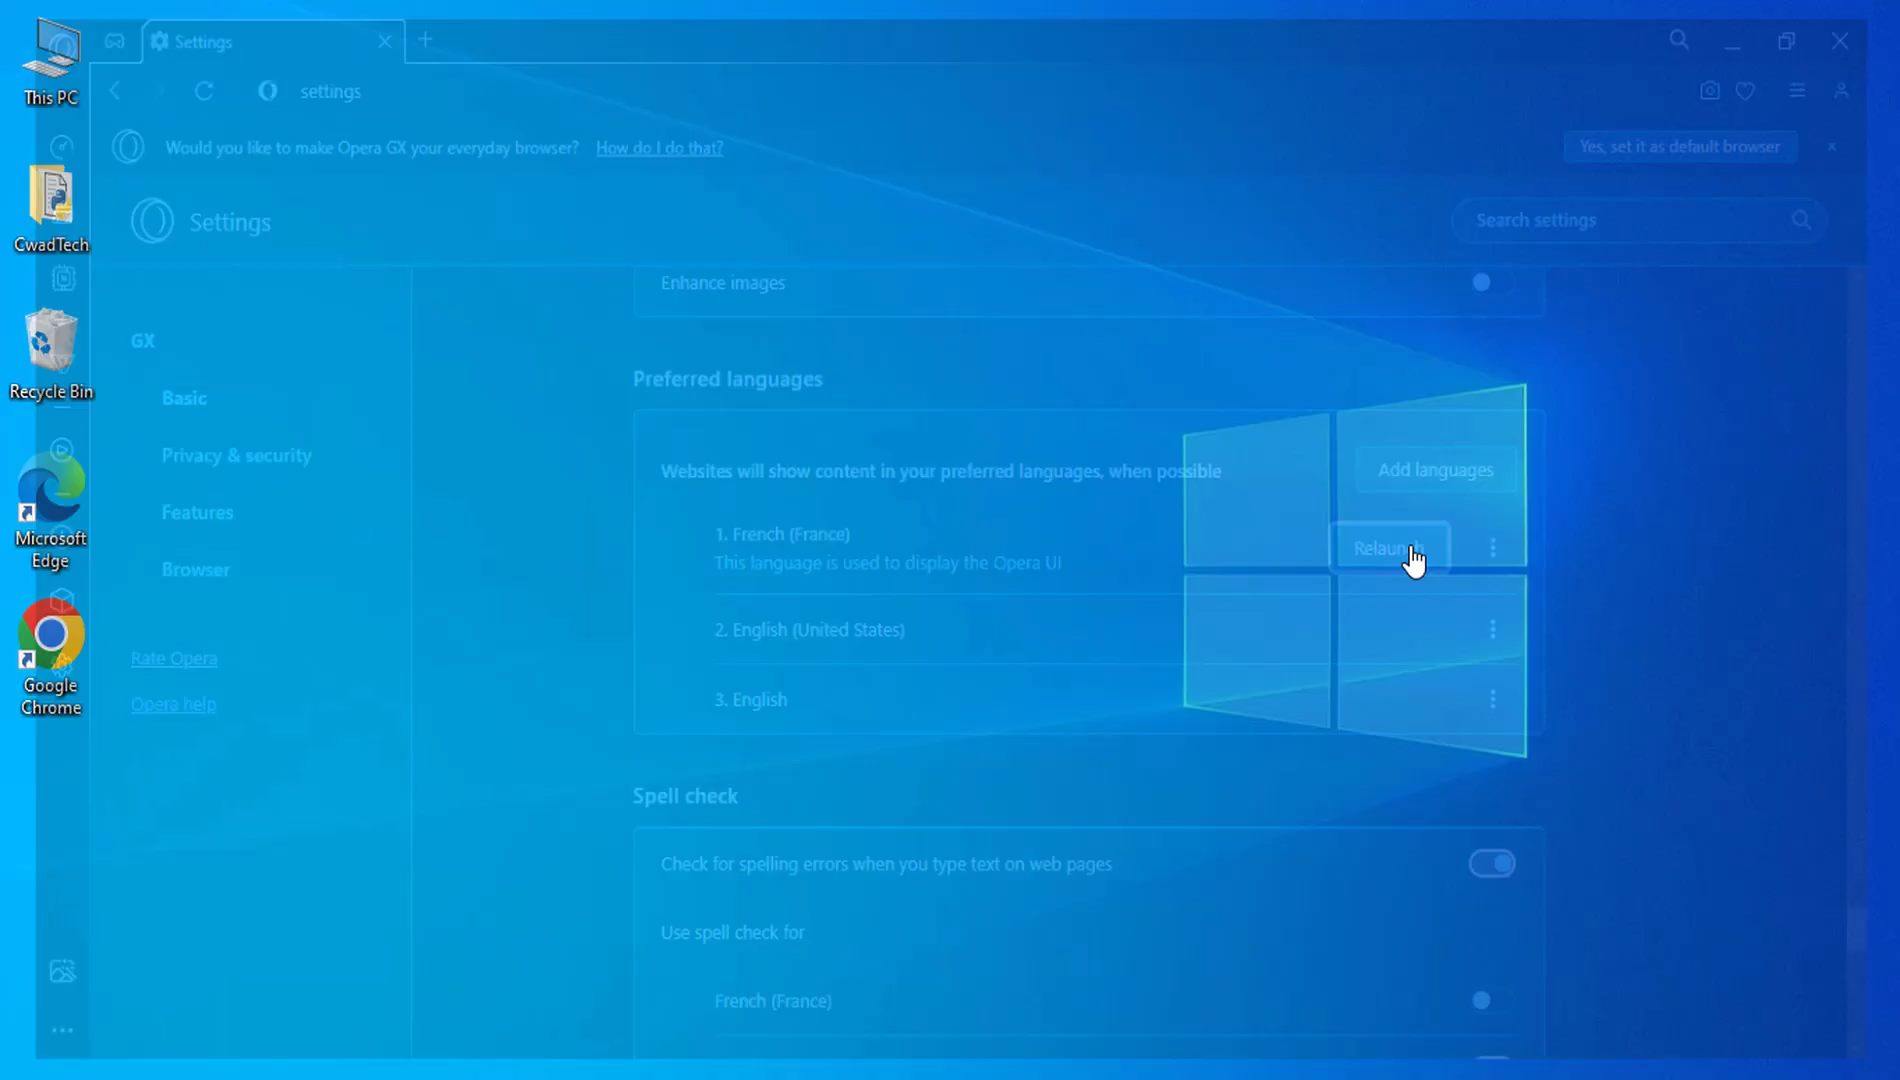 This PC
CwadTech
Recycle Bin
Microsoft
Edge
Google
Chrome
Settings
settings
Would you like to make Opera GX your everyday browser? How do I do that?
Yes, set it as default browser
Settings
Search settings
GX
Basic
Privacy & security
Features
Browser
Rate Opera
Opera help
Enhance images
Preferred languages
Websites will show content in your preferred languages, when possible
Add languages
1. French (France)
This language is used to display the Opera UI
Relaunch
2. English (United States)
3. English
Spell check
Check for spelling errors when you type text on web pages
Use spell check for
French (France)